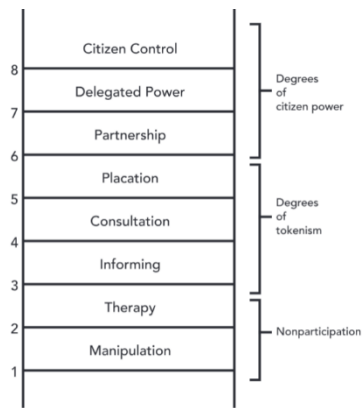 Citizen Control
8
Delegated Power
7
Partnership
6
Placation
5
Consultation
4
Informing
3
Therapy
2
Manipulation
1
Degrees
of
citizen power
Degrees
of
tokenism
Nonparticipation